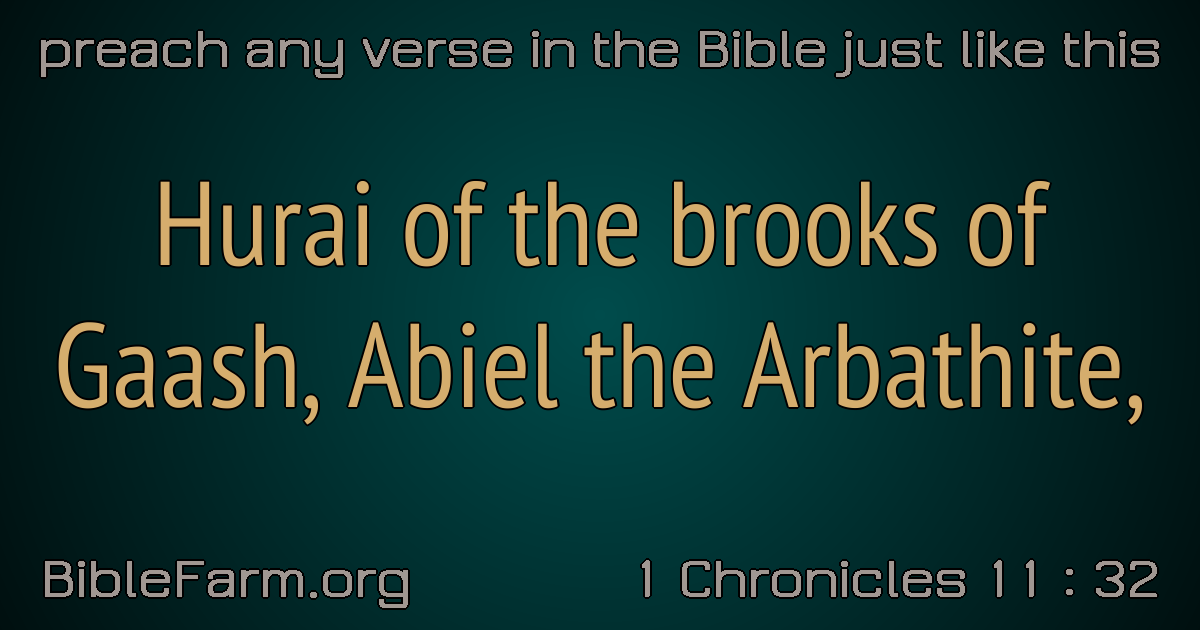 preach any verse in the Bible just like this
Hurai of the brooks of
Gaash, Abiel the Arbathite,
BibleFarm.org
1 Chronicles 11 : 32